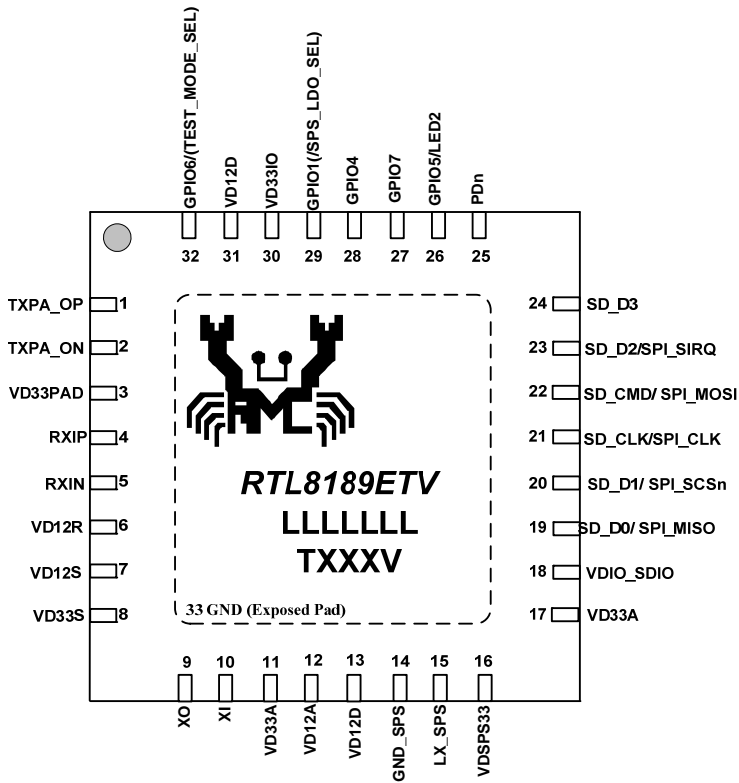 GPIO6/(TEST_MODE_SEL)
VD12D
VD33IO
GPIO1(/SPS_LDO_SEL)
GPIO4
GPIO7
GPIO5/LED2
PDn
32 31 30 29 28 27 26 25
TXPA_OP 1
TXPA_ON 2
VD33PAD 3
RXIP 4
RXIN 5
VD12R 6
VD12S 7
VD33S 8
24 SD_D3
23 SD_D2/SPI_SIRQ
22 SD_CMD/ SPI_MOSI
21 SD_CLK/SPI_CLK
20 SD_D1/ SPI_SCSn
19 SD_D0/ SPI_MISO
18 VDIO_SDIO
17 VD33A
RTL8189ETV
LLLLLLL
TXXXV
33 GND (Exposed Pad)
9 10 11 12 13 14 15 16
XO
XI
VD33A
VD12A
VD12D
GND_SPS
LX_SPS
VDSPS33